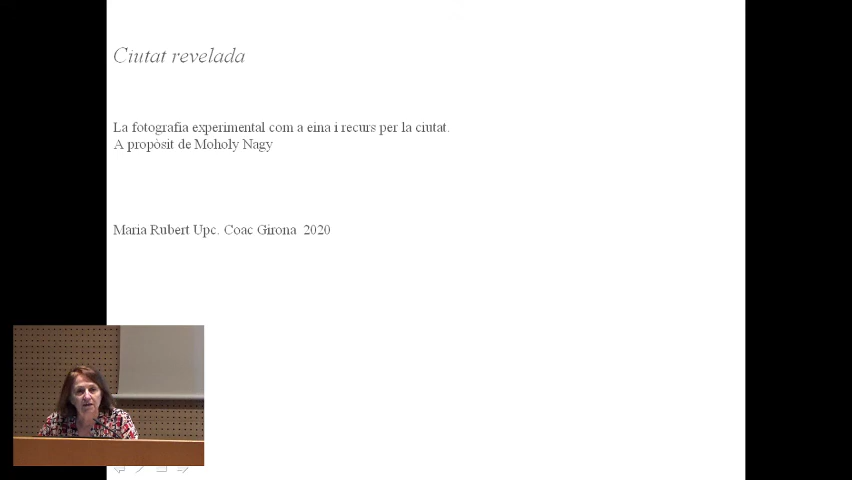 Ciutat revelada
La fotografia experimental com a eina i recurs per la ciutat.
A propòsit de Moholy Nagy
Maria Rubert Upc. Coac Girona 2020